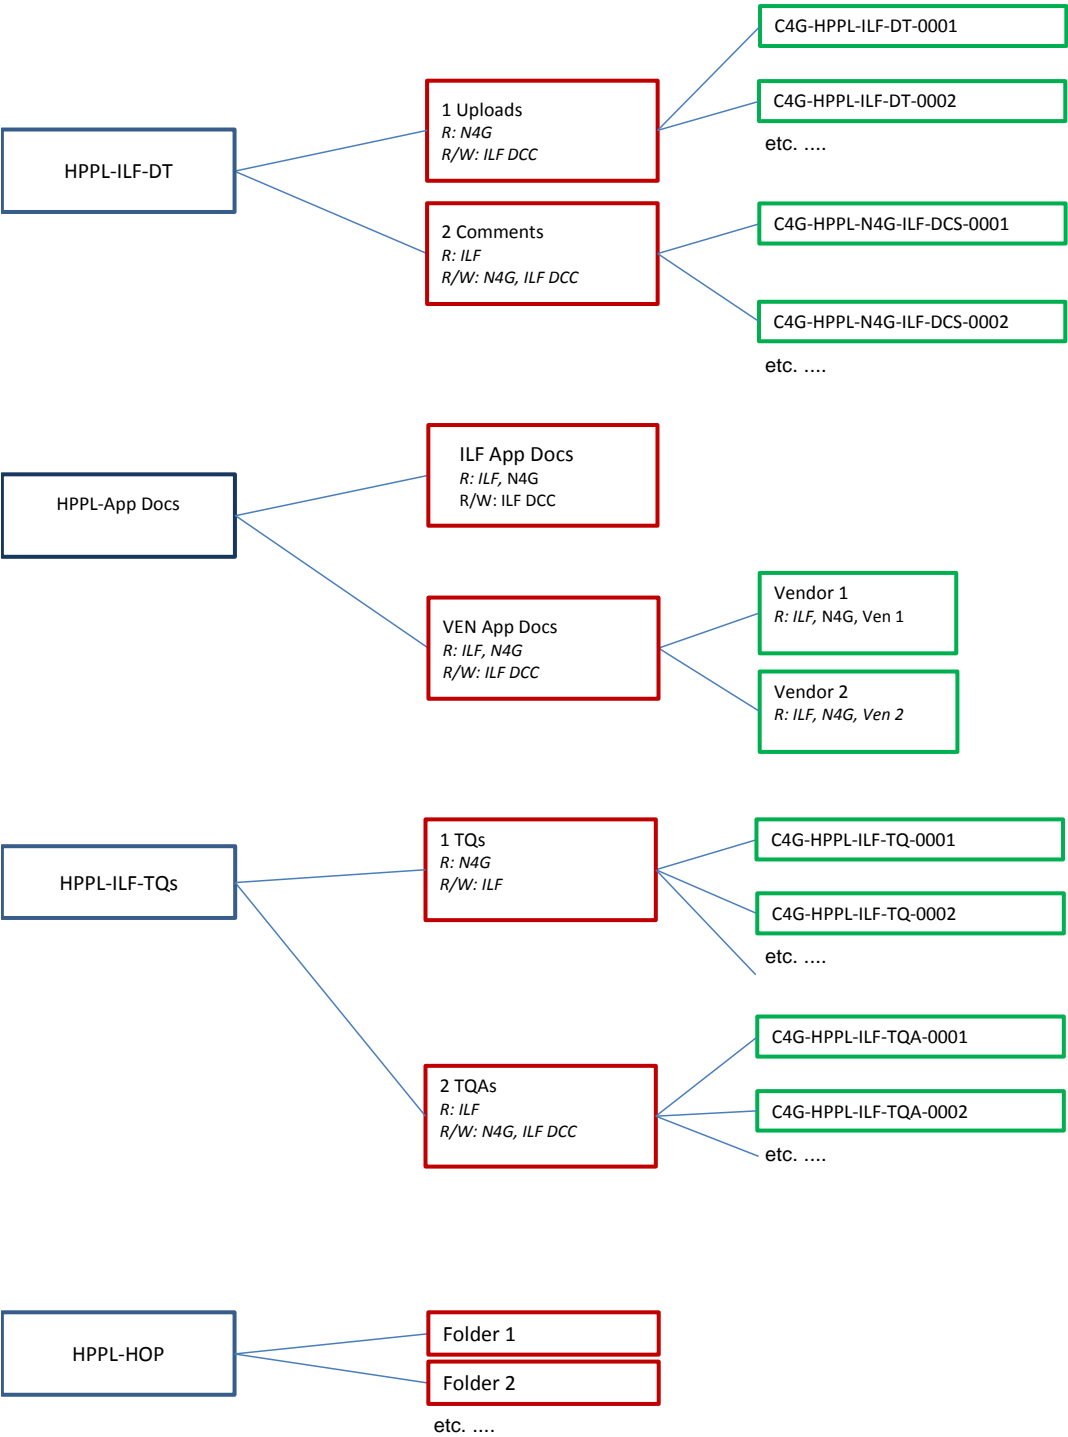 HPPL-ILF-DT
1 Uploads
R: N4G
R/W: ILF DCC
C4G-HPPL-ILF-DT-0001
C4G-HPPL-ILF-DT-0002
etc. ....
2 Comments
R: ILF
R/W: N4G, ILF DCC
C4G-HPPL-N4G-ILF-DCS-0001
C4G-HPPL-N4G-ILF-DCS-0002
etc. ....
HPPL-App Docs
ILF App Docs
R: ILF, N4G
R/W: ILF DCC
VEN App Docs
R: ILF, N4G
R/W: ILF DCC
Vendor 1
R: ILF, N4G, Ven 1
Vendor 2
R: ILF, N4G, Ven 2
HPPL-ILF-TQs
1 TQs
R: N4G
R/W: ILF
C4G-HPPL-ILF-TQ-0001
C4G-HPPL-ILF-TQ-0002
etc. ....
2 TQAs
R: ILF
R/W: N4G, ILF DCC
C4G-HPPL-ILF-TQA-0001
C4G-HPPL-ILF-TQA-0002
etc. ....
HPPL-HOP
Folder 1
Folder 2
etc. ....